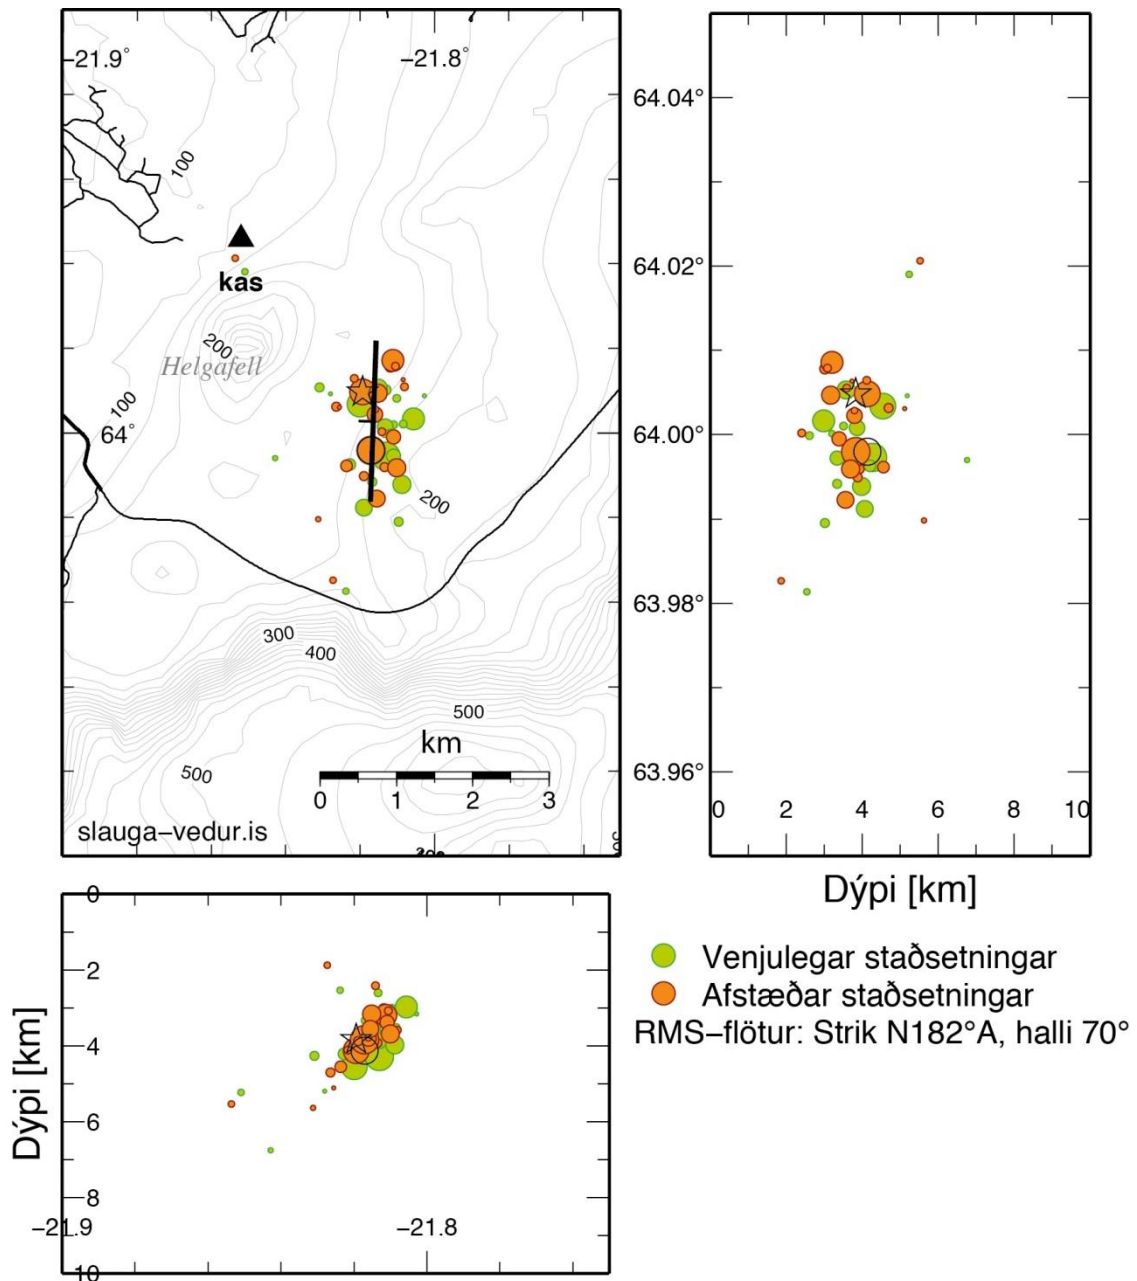 −21.9°
−21.8°
100
kas
200
Helgafell
100
64°
200
300
400
500
km
500
0 1 2 3
slauga−vedur.is
64.04°
64.02°
64.00°
63.98°
63.96°
0 2 4 6 8 10
Dýpi [km]
0
2
4
6
8
10
Dýpi [km]
−21.9
−21.8
Venjulegar staðsetningar
Afstæðar staðsetningar
RMS−flötur: Strik N182°A, halli 70°